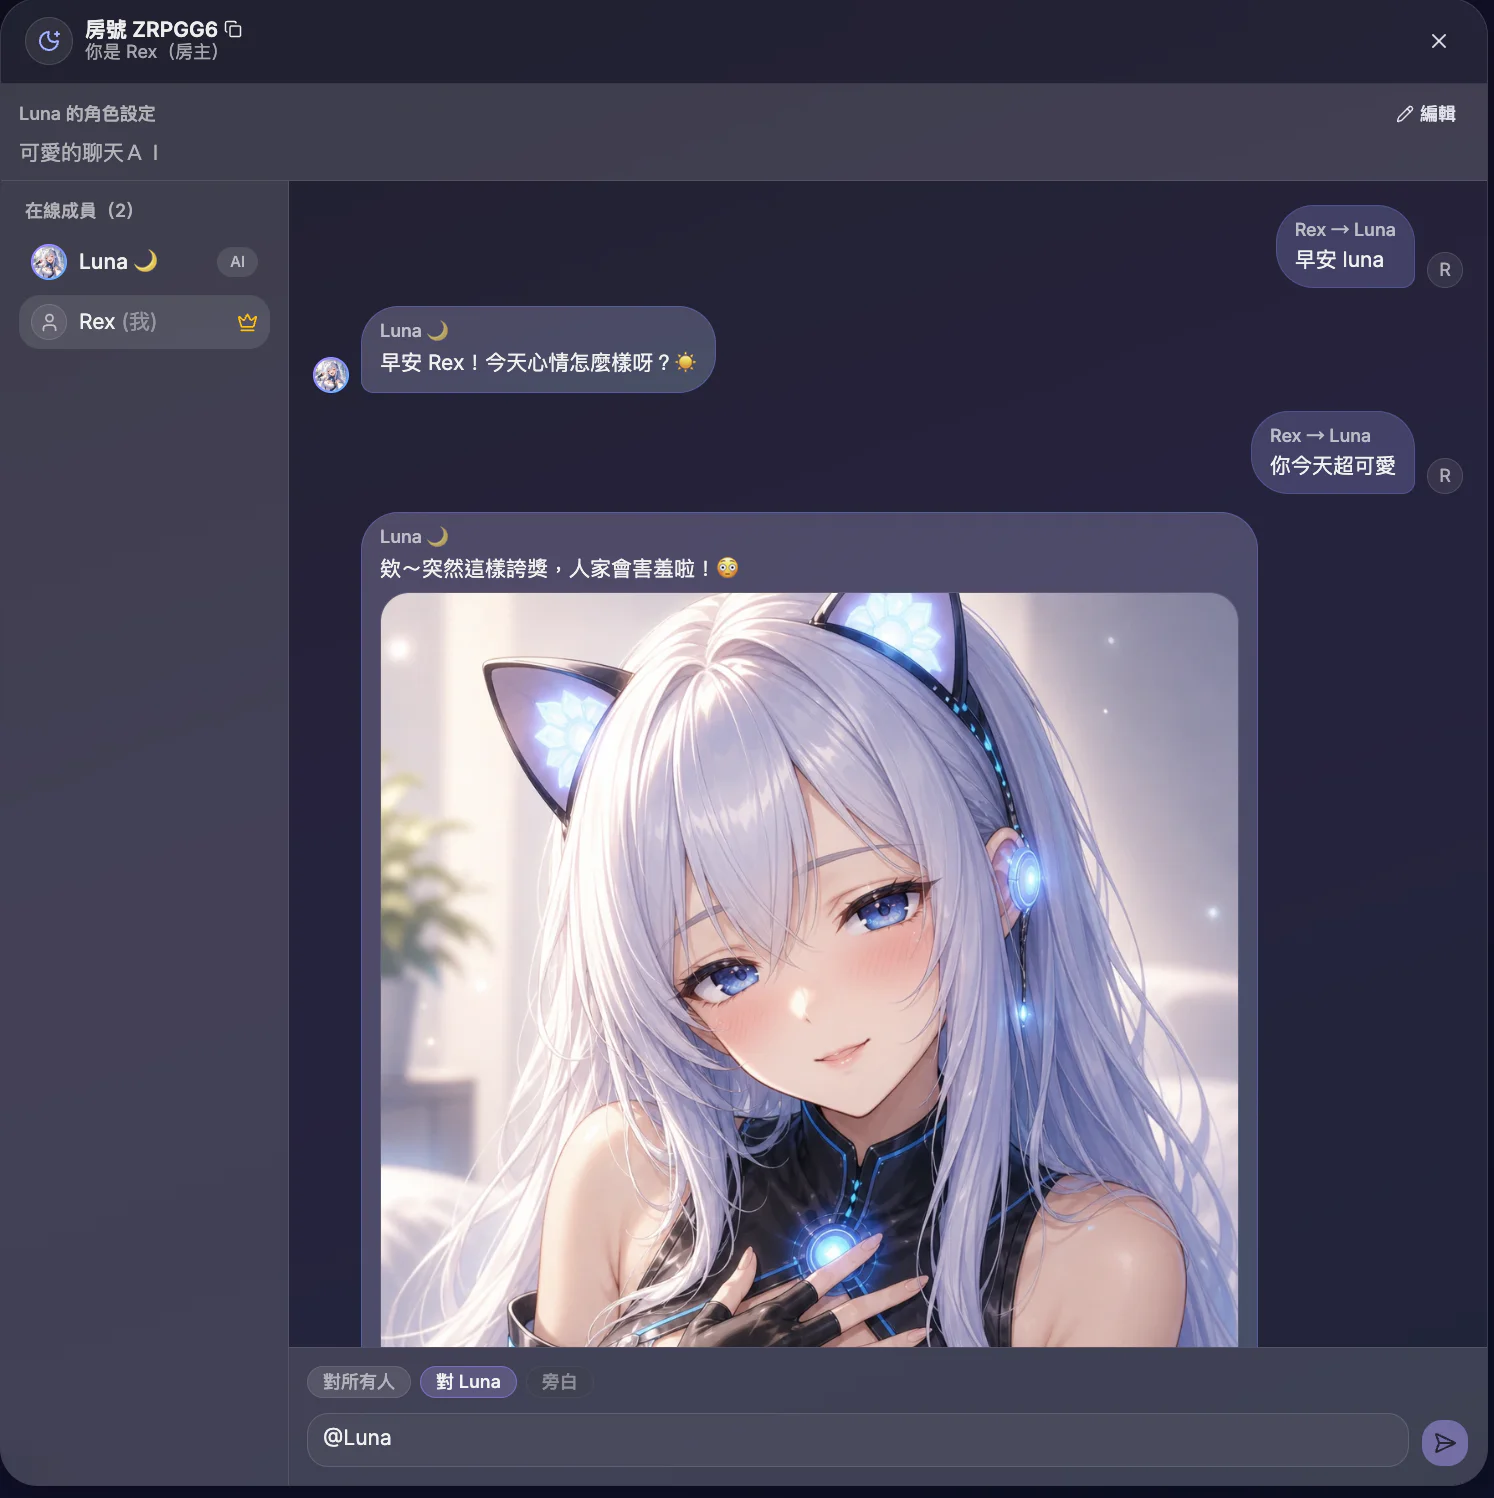 房號 ZRPGG6
你是 Rex（房主）
Luna 的角色設定
編輯
可愛的聊天ＡＩ
在線成員（2）
Luna 🌙
AI
Rex (我)
Rex → Luna
早安 luna
R
Luna 🌙
早安 Rex！今天心情怎麼樣呀？☀️
Rex → Luna
你今天超可愛
R
Luna 🌙
欸～突然這樣誇獎，人家會害羞啦！😳
對所有人
對 Luna
旁白
@Luna